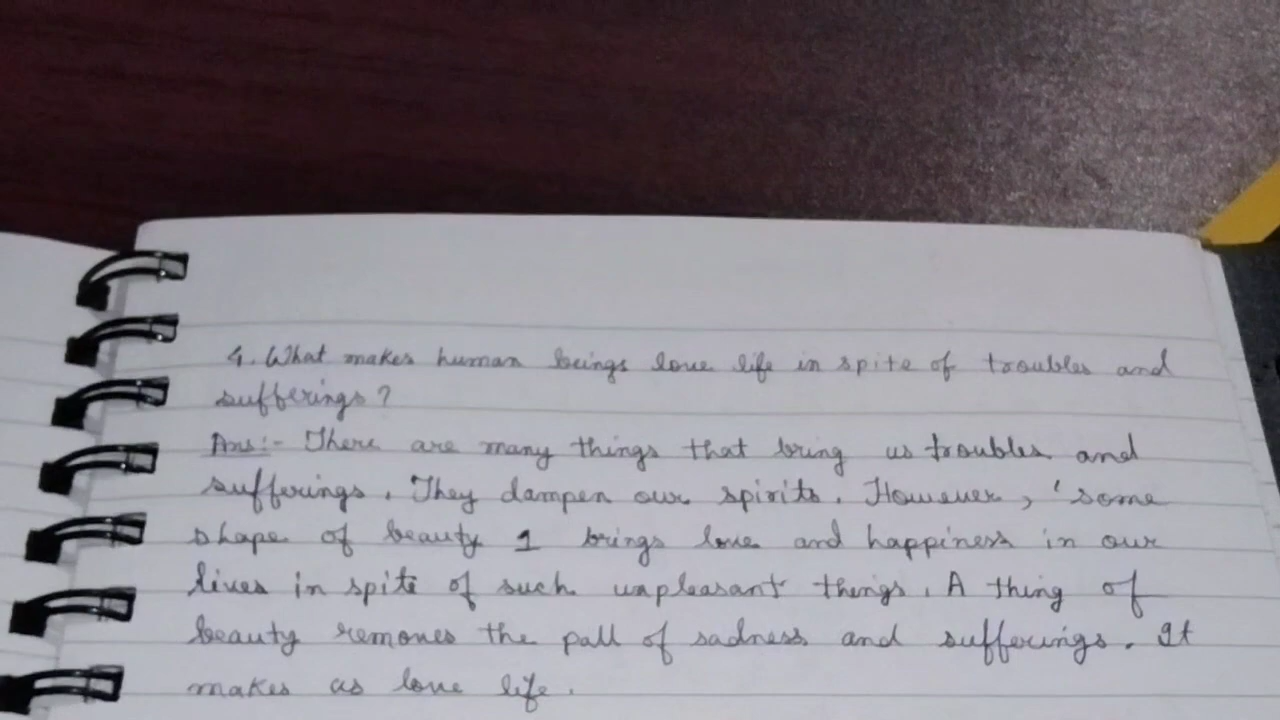 4. What makes human beings love life in spite of troubles and
sufferings?
Ans:- There are many things that bring us troubles and
sufferings. They dampen our spirits. However, 'some
shape of beauty 1 brings love and happiness in our
lives in spite of such unpleasant things. A thing of
beauty removes the pall of sadness and sufferings. It
makes us love life.